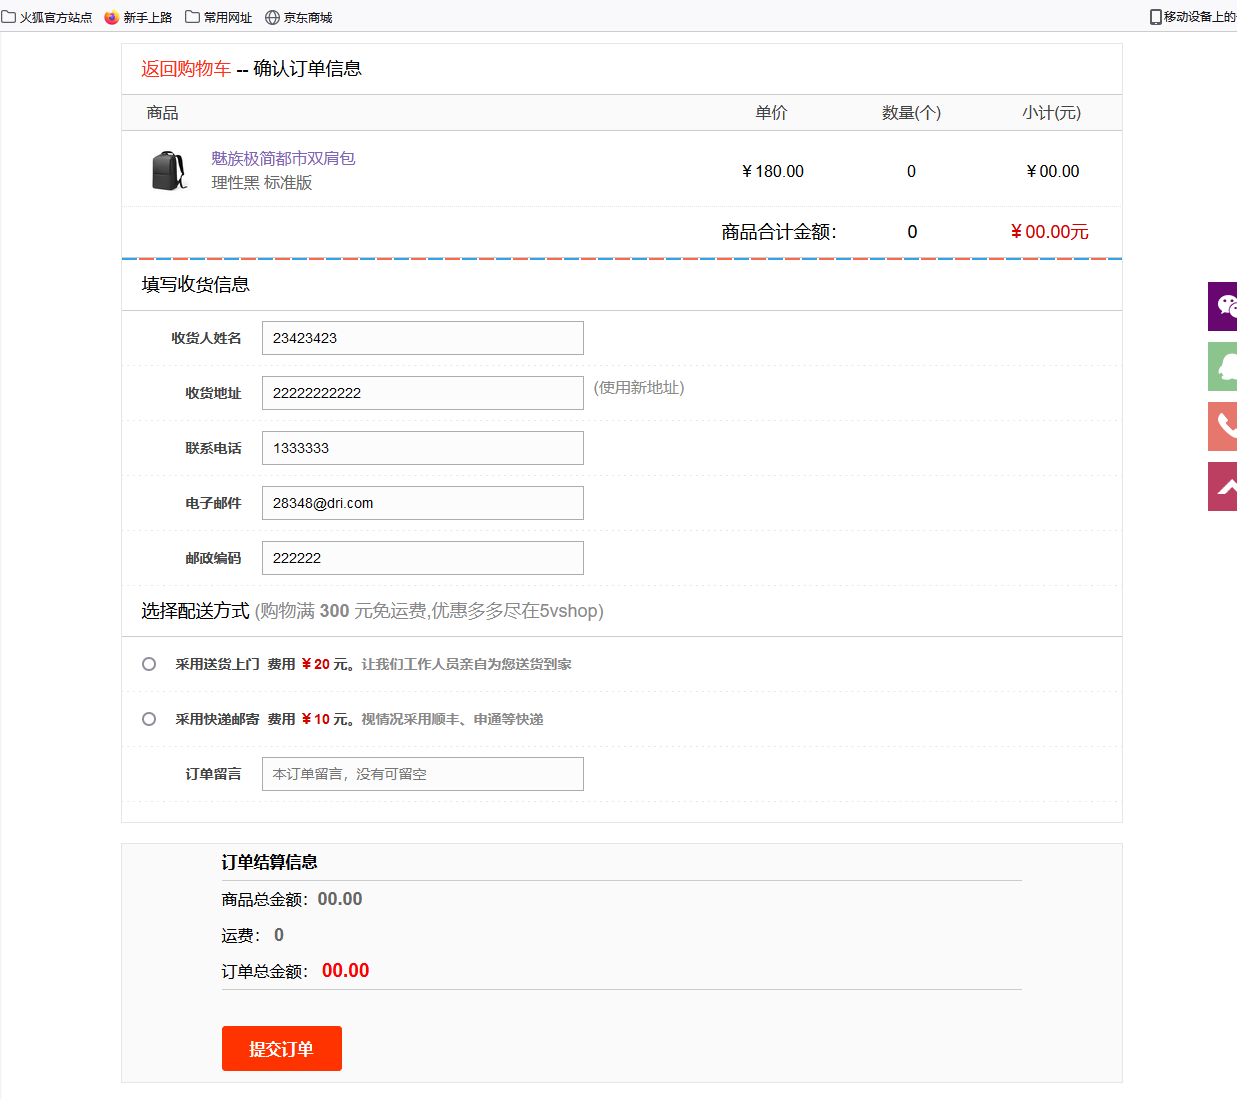 火狐官方站点 新手上路 常用网址 京东商城 移动设备上的
返回购物车 -- 确认订单信息
商品 单价 数量(个) 小计(元)
魅族极简都市双肩包
理性黑 标准版
￥180.00 0 ￥00.00
商品合计金额： 0 ￥00.00元
填写收货信息
收货人姓名 23423423
收货地址 22222222222 (使用新地址)
联系电话 1333333
电子邮件 28348@dri.com
邮政编码 222222
选择配送方式 (购物满 300 元免运费,优惠多多尽在5vshop)
采用送货上门 费用 ￥20 元。让我们工作人员亲自为您送货到家
采用快递邮寄 费用 ￥10 元。视情况采用顺丰、申通等快递
订单留言 本订单留言，没有可留空
订单结算信息
商品总金额：00.00
运费： 0
订单总金额： 00.00
提交订单